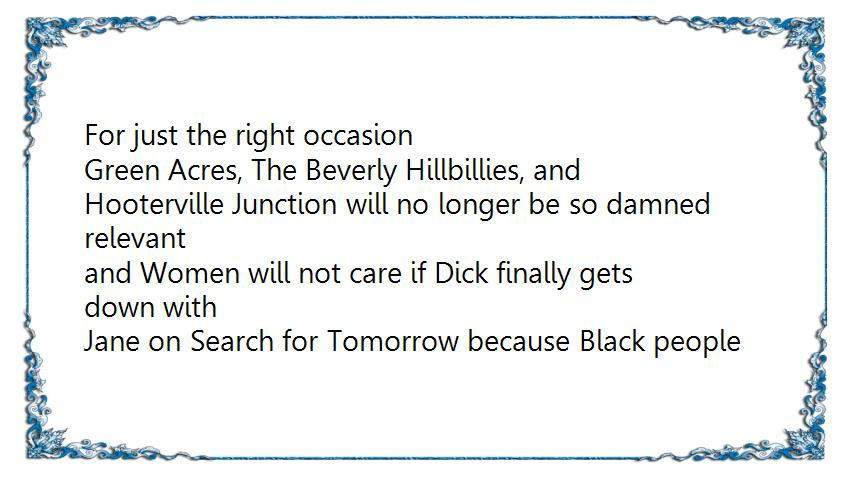 For just the right occasion
Green Acres, The Beverly Hillbillies, and
Hooterville Junction will no longer be so damned
relevant
and Women will not care if Dick finally gets
down with
Jane on Search for Tomorrow because Black people